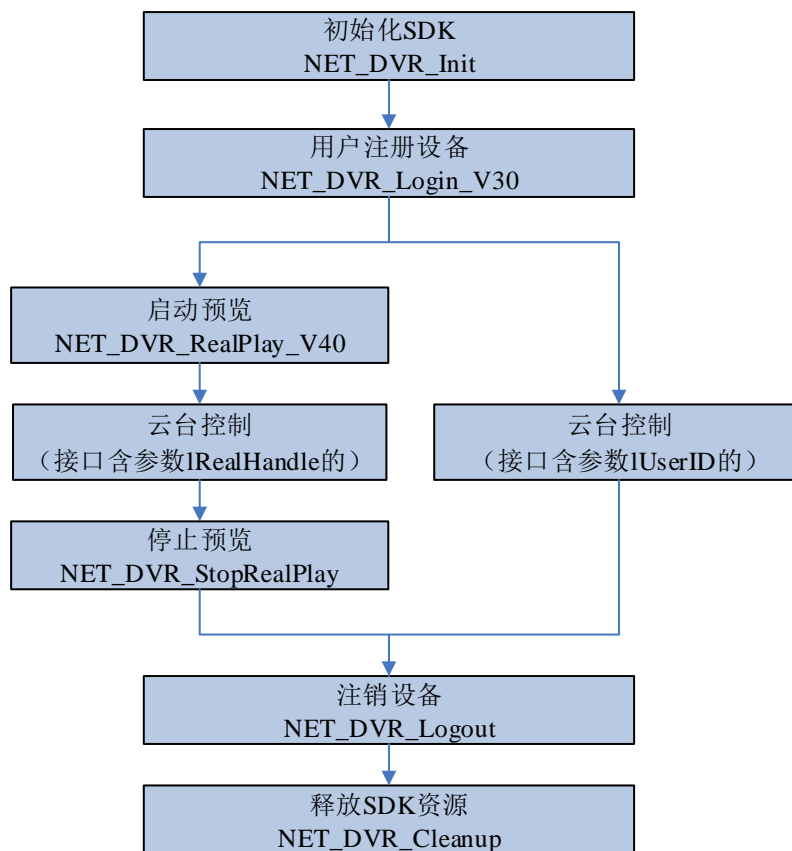 初始化SDK
NET_DVR_Init
用户注册设备
NET_DVR_Login_V30
启动预览
NET_DVR_RealPlay_V40
云台控制
（接口含参数lRealHandle的）
云台控制
（接口含参数lUserID的）
停止预览
NET_DVR_StopRealPlay
注销设备
NET_DVR_Logout
释放SDK资源
NET_DVR_Cleanup